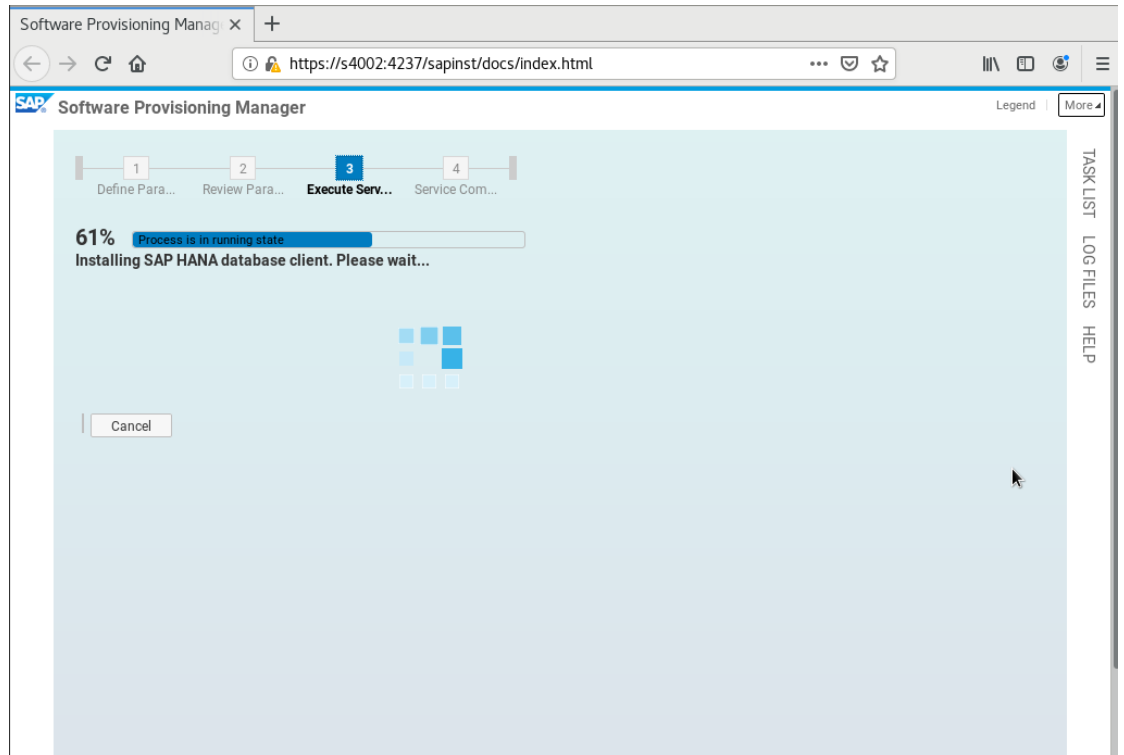 Software Provisioning Manag
https://s4002:4237/sapinst/docs/index.html
SAP Software Provisioning Manager
Legend
More
1
2
3
4
Define Para...
Review Para...
Execute Serv...
Service Com...
61%
Process is in running state
Installing SAP HANA database client. Please wait...
Cancel
TASK LIST
LOG FILES
HELP